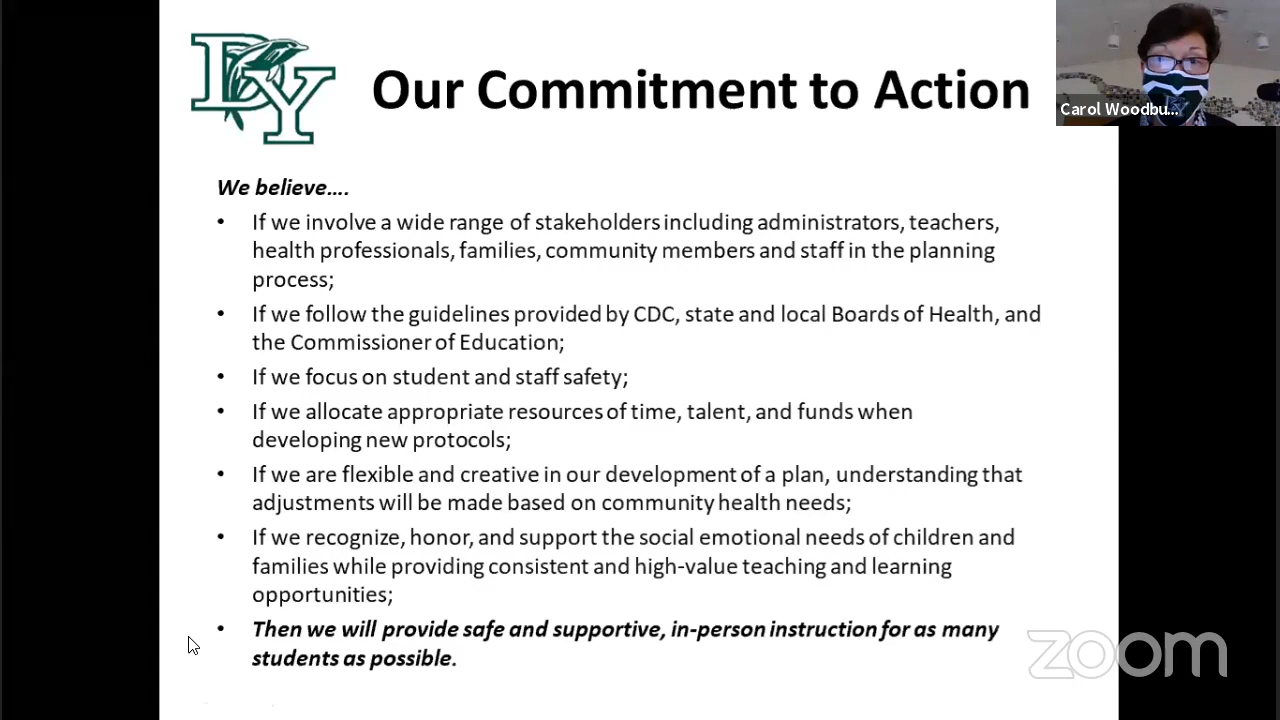 DY
Our Commitment to Action
Carol Woodbu...
We believe....
• If we involve a wide range of stakeholders including administrators, teachers,
health professionals, families, community members and staff in the planning
process;
• If we follow the guidelines provided by CDC, state and local Boards of Health, and
the Commissioner of Education;
• If we focus on student and staff safety;
• If we allocate appropriate resources of time, talent, and funds when
developing new protocols;
• If we are flexible and creative in our development of a plan, understanding that
adjustments will be made based on community health needs;
• If we recognize, honor, and support the social emotional needs of children and
families while providing consistent and high-value teaching and learning
opportunities;
• Then we will provide safe and supportive, in-person instruction for as many
students as possible.
zoom